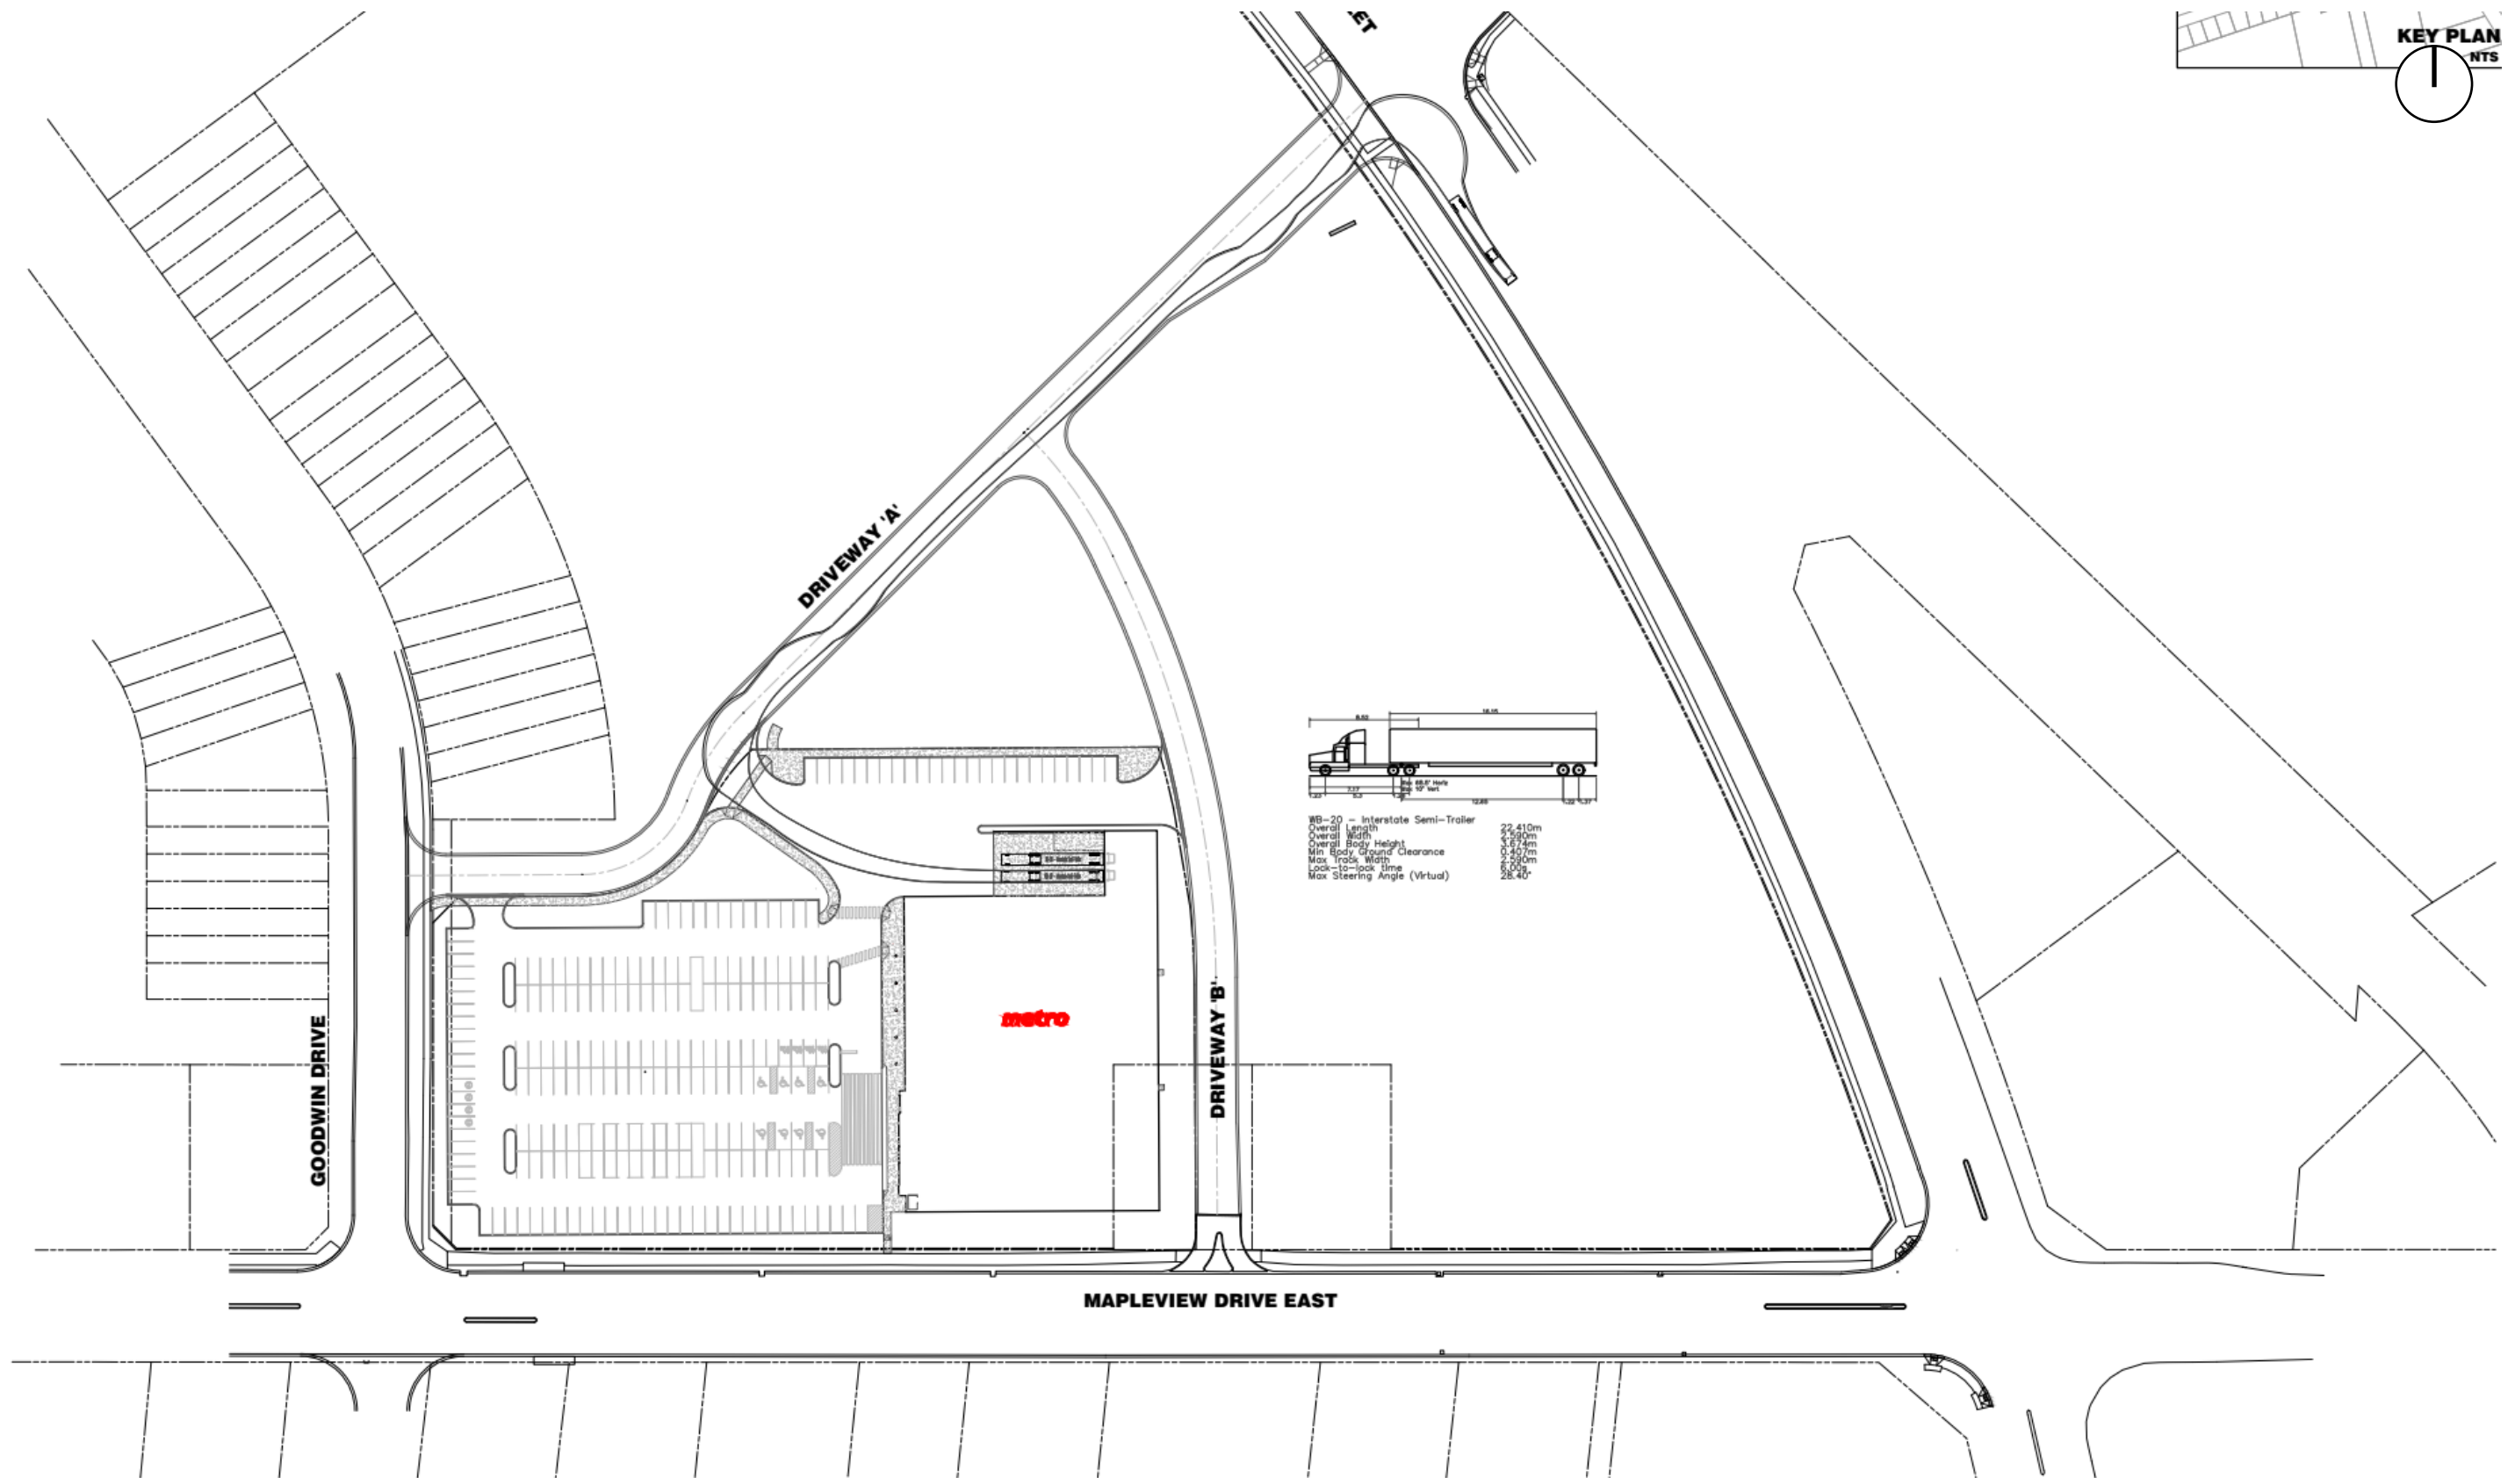 KEY PLAN
NTS
DRIVEWAY 'A'
8.53
WB-20 - Interstate Semi-Trailer
Overall Length 22.410m
Overall Width 2.590m
Overall Body Height 3.674m
Min Body Ground Clearance 0.407m
Max Track Width 2.590m
Lock-to-lock time 6.00s
Max Steering Angle (Virtual) 28.40°
metro
DRIVEWAY 'B'
GOODWIN DRIVE
MAPLEVIEW DRIVE EAST